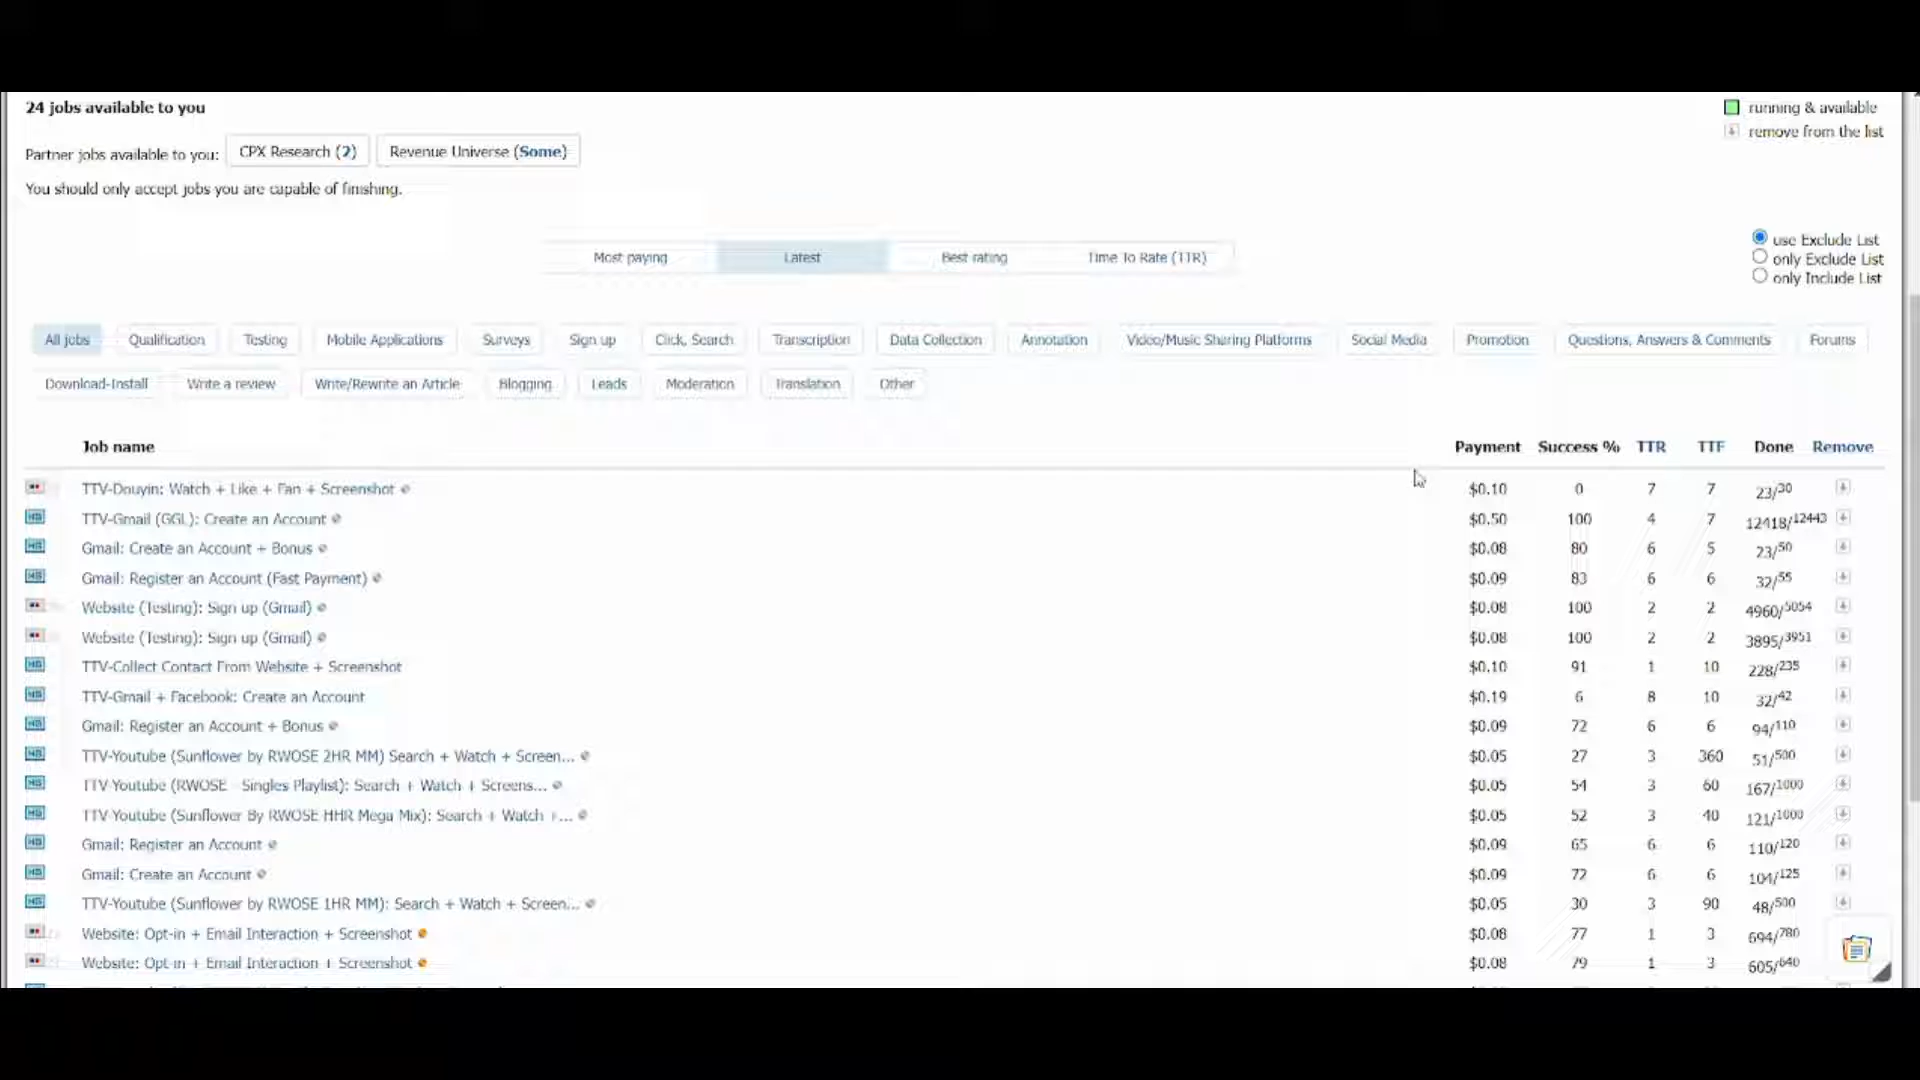 24 jobs available to you
running & available
remove from the list
Partner jobs available to you: CPX Research (2) Revenue Universe (Some)
You should only accept jobs you are capable of finishing.
Most paying Latest Best rating Time To Rate (TTR)
use Exclude List
only Exclude List
only Include List
All jobs Qualification Testing Mobile Applications Surveys Sign up Click, Search Transcription Data Collection Annotation Video/Music Sharing Platforms Social Media Promotion Questions, Answers & Comments Forums
Download-Install Write a review Write/Rewrite an Article Blogging Leads Moderation Translation Other
Job name Payment Success % TTR TTF Done Remove
TTV-Douyin: Watch + Like + Fan + Screenshot $0.10 0 7 7 23/30
TTV-Gmail (GGL): Create an Account $0.50 100 4 7 12418/12443
Gmail: Create an Account + Bonus $0.08 80 6 5 23/50
Gmail: Register an Account (Fast Payment) $0.09 83 6 6 32/55
Website (Testing): Sign up (Gmail) $0.08 100 2 2 4960/5054
Website (Testing): Sign up (Gmail) $0.08 100 2 2 3895/3951
TTV-Collect Contact From Website + Screenshot $0.10 91 1 10 228/235
TTV-Gmail + Facebook: Create an Account $0.19 6 8 10 32/42
Gmail: Register an Account + Bonus $0.09 72 6 6 94/110
TTV-Youtube (Sunflower by RWOSE 2HR MM) Search + Watch + Screen... $0.05 27 3 360 51/500
TTV-Youtube (RWOSE - Singles Playlist): Search + Watch + Screens... $0.05 54 3 60 167/1000
TTV-Youtube (Sunflower By RWOSE HHR Mega Mix): Search + Watch +... $0.05 52 3 40 121/1000
Gmail: Register an Account $0.09 65 6 6 110/120
Gmail: Create an Account $0.09 72 6 6 104/125
TTV-Youtube (Sunflower by RWOSE 1HR MM): Search + Watch + Screen... $0.05 30 3 90 48/500
Website: Opt-in + Email Interaction + Screenshot $0.08 77 1 3 694/780
Website: Opt-in + Email Interaction + Screenshot $0.08 79 1 3 605/640